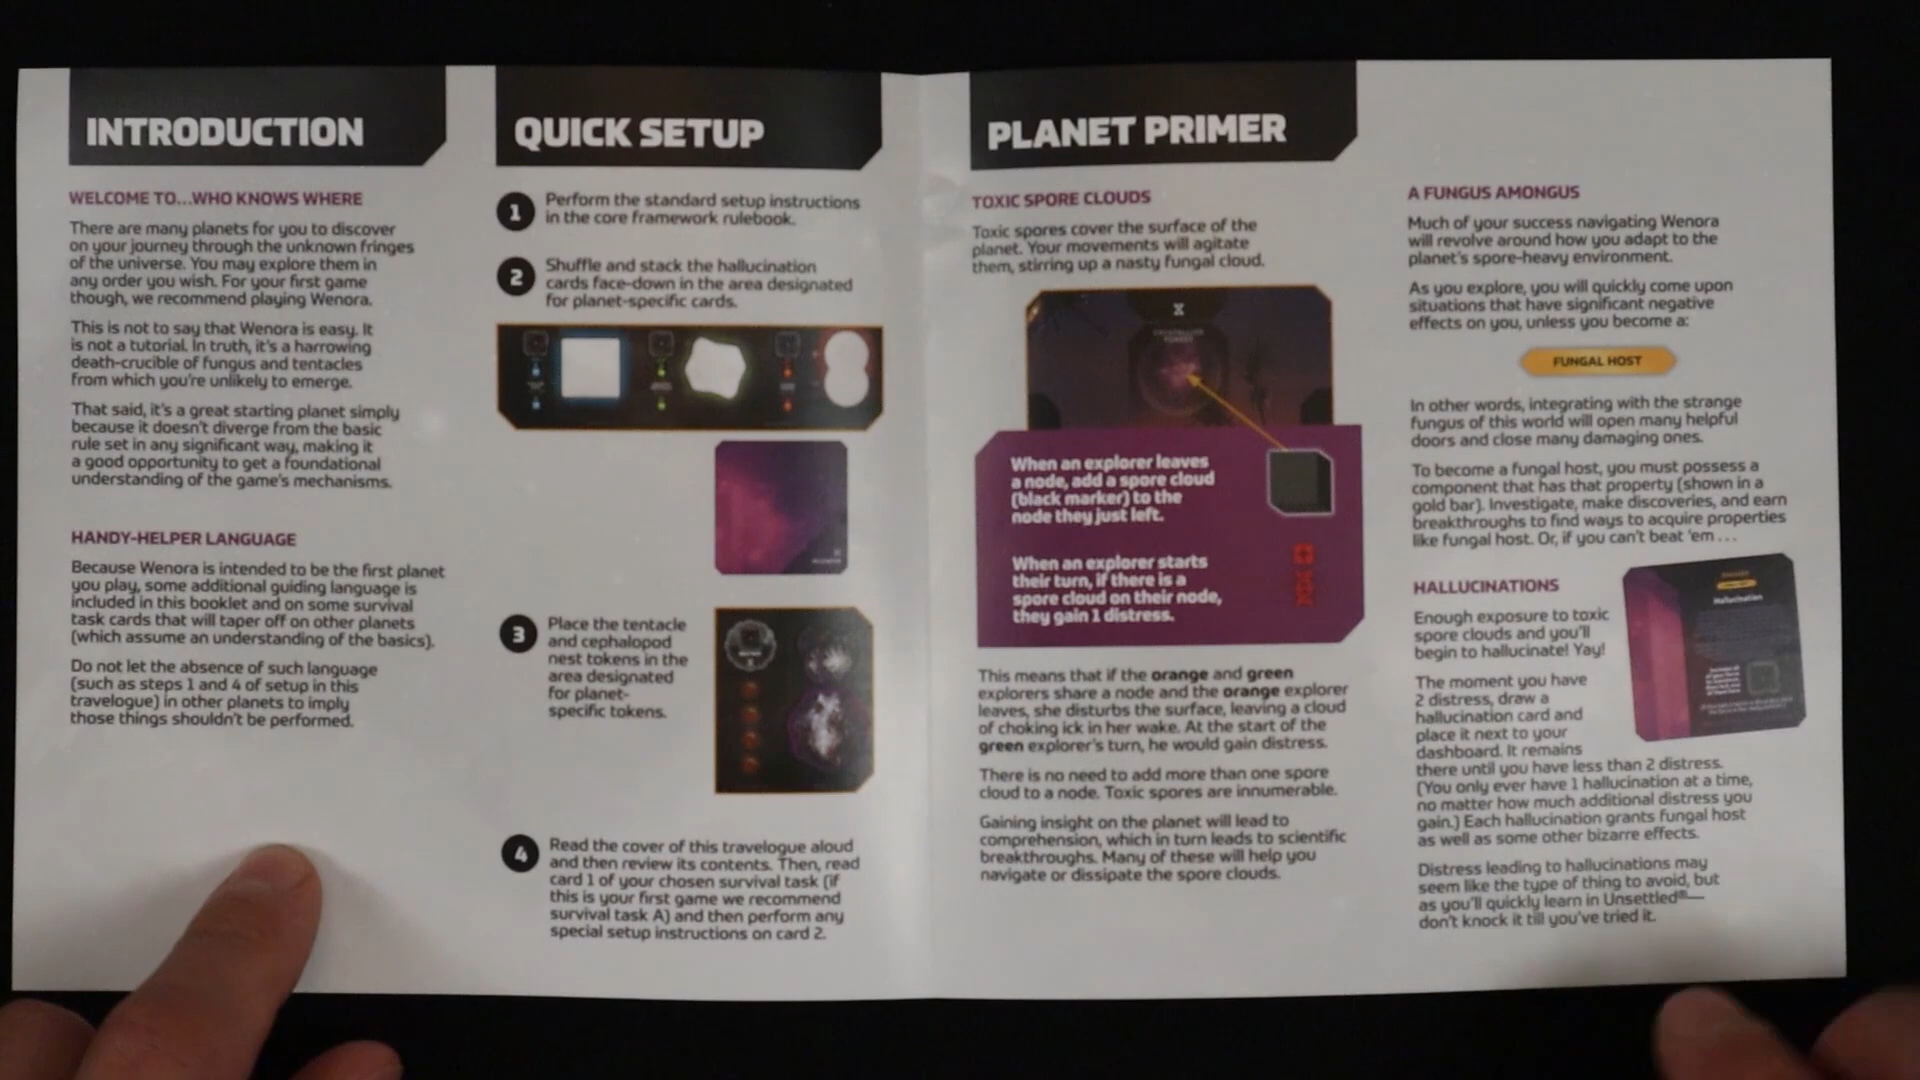 INTRODUCTION
WELCOME TO...WHO KNOWS WHERE
There are many planets for you to discover
on your journey through the unknown fringes
of the universe. You may explore them in
any order you wish. For your first game
though, we recommend playing Wenora.
This is not to say that Wenora is easy. It
is not a tutorial. In truth, it's a harrowing
death-crucible of fungus and tentacles
from which you're unlikely to emerge.
That said, it's a great starting planet simply
because it doesn't diverge from the basic
rule set in any significant way, making it
a good opportunity to get a foundational
understanding of the game's mechanisms.
HANDY-HELPER LANGUAGE
Because Wenora is intended to be the first planet
you play, some additional guiding language is
included in this booklet and on some survival
task cards that will taper off on other planets
(which assume an understanding of the basics).
Do not let the absence of such language
(such as steps 1 and 4 of setup in this
travelogue) in other planets to imply
those things shouldn't be performed.
QUICK SETUP
1 Perform the standard setup instructions
in the core framework rulebook.
2 Shuffle and stack the hallucination
cards face-down in the area designated
for planet-specific cards.
3 Place the tentacle
and cephalopod
nest tokens in the
area designated
for planet-
specific tokens.
4 Read the cover of this travelogue aloud
and then review its contents. Then, read
card 1 of your chosen survival task (if
this is your first game we recommend
survival task A) and then perform any
special setup instructions on card 2.
PLANET PRIMER
TOXIC SPORE CLOUDS
Toxic spores cover the surface of the
planet. Your movements will agitate
them, stirring up a nasty fungal cloud.
When an explorer leaves
a node, add a spore cloud
(black marker) to the
node they just left.
When an explorer starts
their turn, if there is a
spore cloud on their node,
they gain 1 distress.
This means that if the orange and green
explorers share a node and the orange explorer
leaves, she disturbs the surface, leaving a cloud
of choking ick in her wake. At the start of the
green explorer's turn, he would gain distress.
There is no need to add more than one spore
cloud to a node. Toxic spores are innumerable.
Gaining insight on the planet will lead to
comprehension, which in turn leads to scientific
breakthroughs. Many of these will help you
navigate or dissipate the spore clouds.
A FUNGUS AMONGUS
Much of your success navigating Wenora
will revolve around how you adapt to the
planet's spore-heavy environment.
As you explore, you will quickly come upon
situations that have significant negative
effects on you, unless you become a:
FUNGAL HOST
In other words, integrating with the strange
fungus of this world will open many helpful
doors and close many damaging ones.
To become a fungal host, you must possess a
component that has that property (shown in a
gold bar). Investigate, make discoveries, and earn
breakthroughs to find ways to acquire properties
like fungal host. Or, if you can't beat 'em . . .
HALLUCINATIONS
Enough exposure to toxic
spore clouds and you'll
begin to hallucinate! Yay!
The moment you have
2 distress, draw a
hallucination card and
place it next to your
dashboard. It remains
there until you have less than 2 distress.
(You only ever have 1 hallucination at a time,
no matter how much additional distress you
gain.) Each hallucination grants fungal host
as well as some other bizarre effects.
Distress leading to hallucinations may
seem like the type of thing to avoid, but
as you'll quickly learn in Unsettled®—
don't knock it till you've tried it.
Hallucination